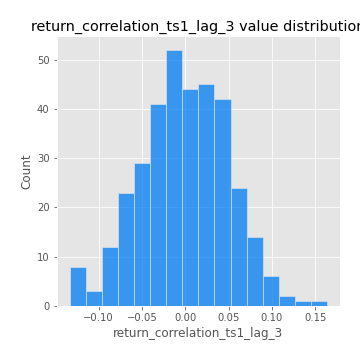 return_correlation_ts1_lag_3 value distribution
50
40
30
20
10
0
Count
−0.10 −0.05 0.00 0.05 0.10 0.15
return_correlation_ts1_lag_3